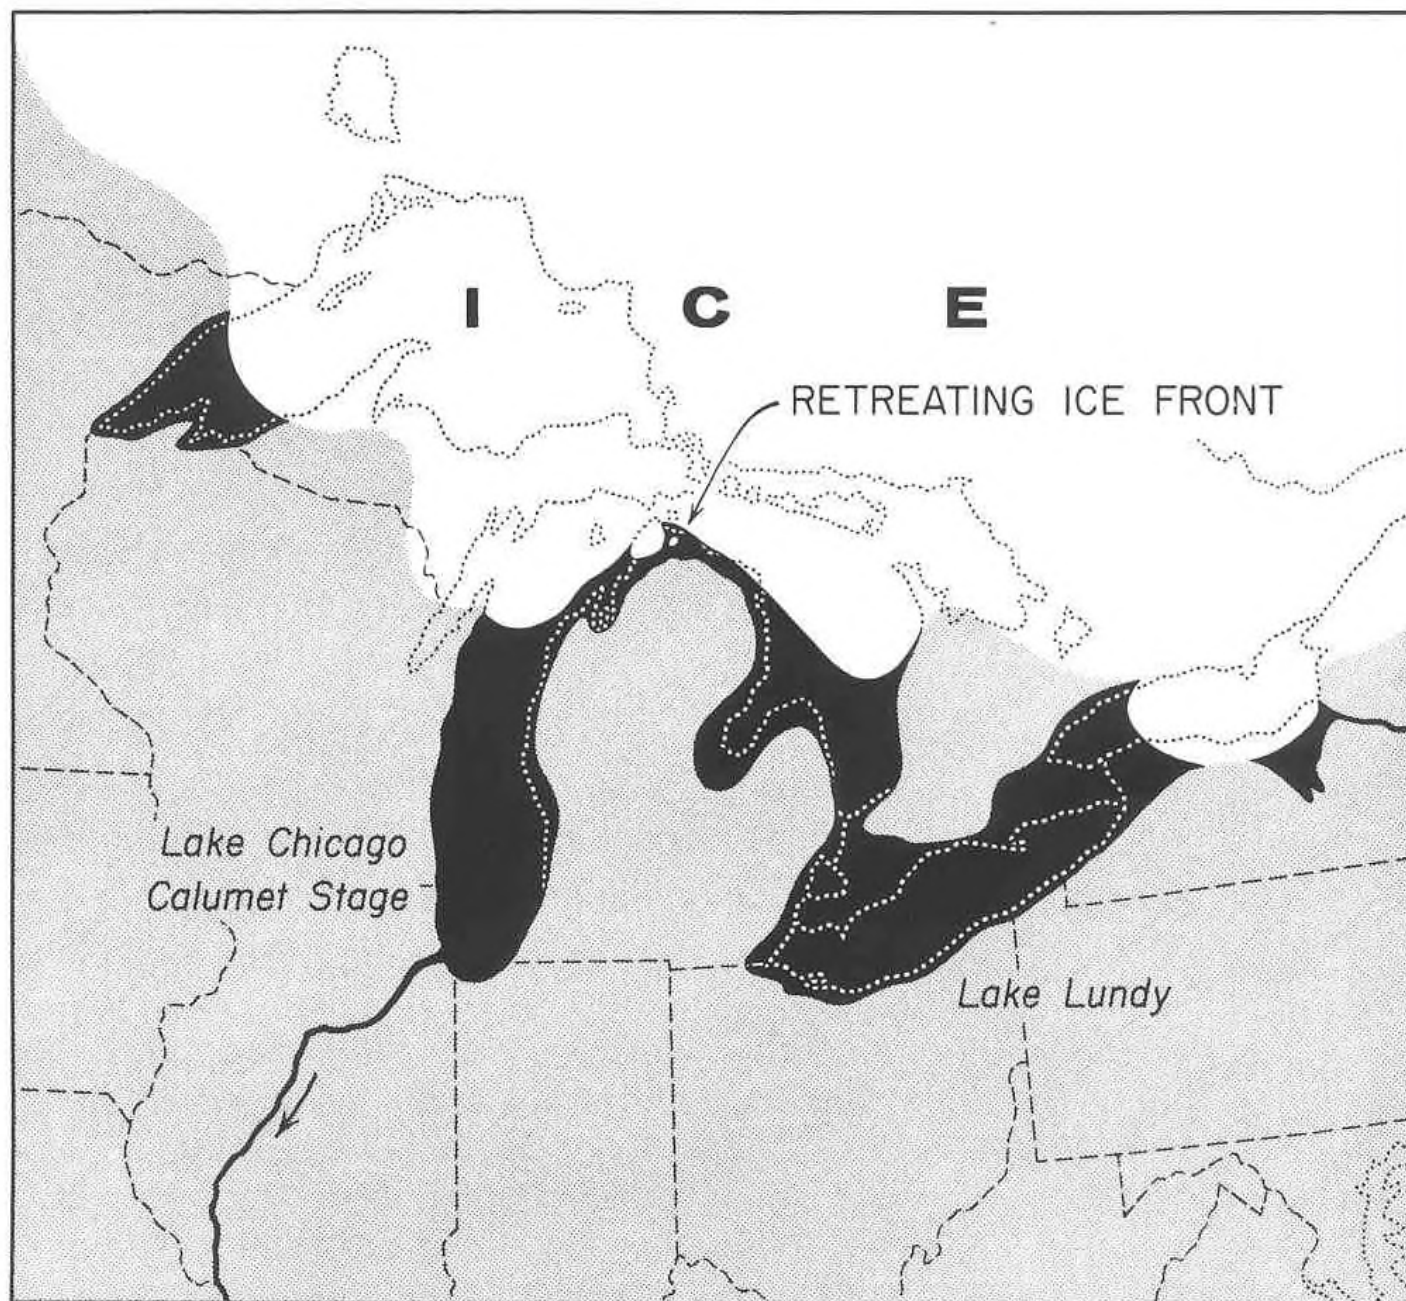 I C E
RETREATING ICE FRONT
Lake Chicago
Calumet Stage
Lake Lundy